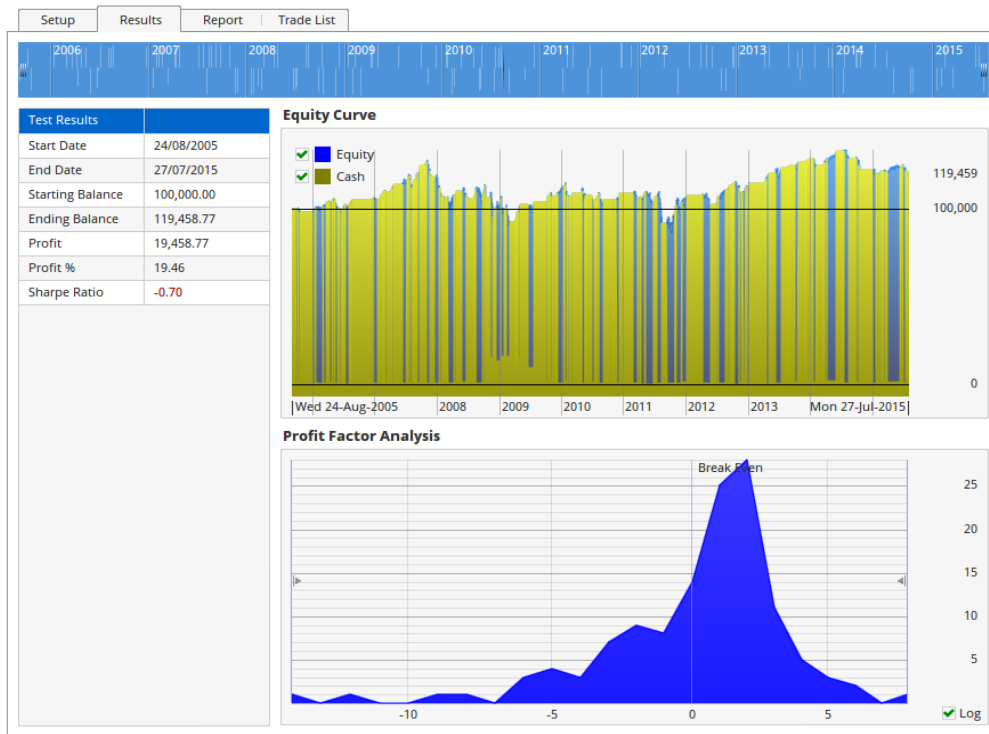 Setup Results Report Trade List
2006 2007 2008 2009 2010 2011 2012 2013 2014 2015
Test Results
Start Date 24/08/2005
End Date 27/07/2015
Starting Balance 100,000.00
Ending Balance 119,458.77
Profit 19,458.77
Profit % 19.46
Sharpe Ratio -0.70
Equity Curve
Equity
Cash
119,459
100,000
0
Wed 24-Aug-2005 2008 2009 2010 2011 2012 2013 Mon 27-Jul-2015
Profit Factor Analysis
Break Even
25
20
15
10
5
-10 -5 0 5
Log